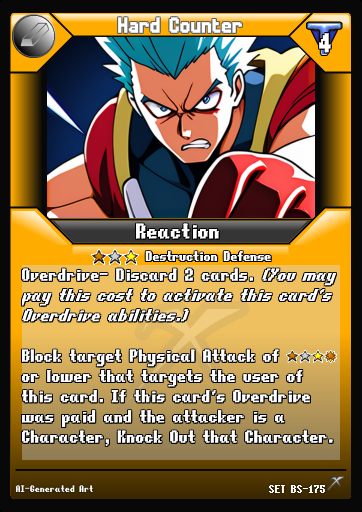 Hard Counter
4
Reaction
Destruction Defense
Overdrive- Discard 2 cards. (You may
pay this cost to activate this card's
Overdrive abilities.)
Block target Physical Attack of
or lower that targets the user of
this card. If this card's Overdrive
was paid and the attacker is a
Character, Knock Out that Character.
AI-Generated Art
SET BS-175